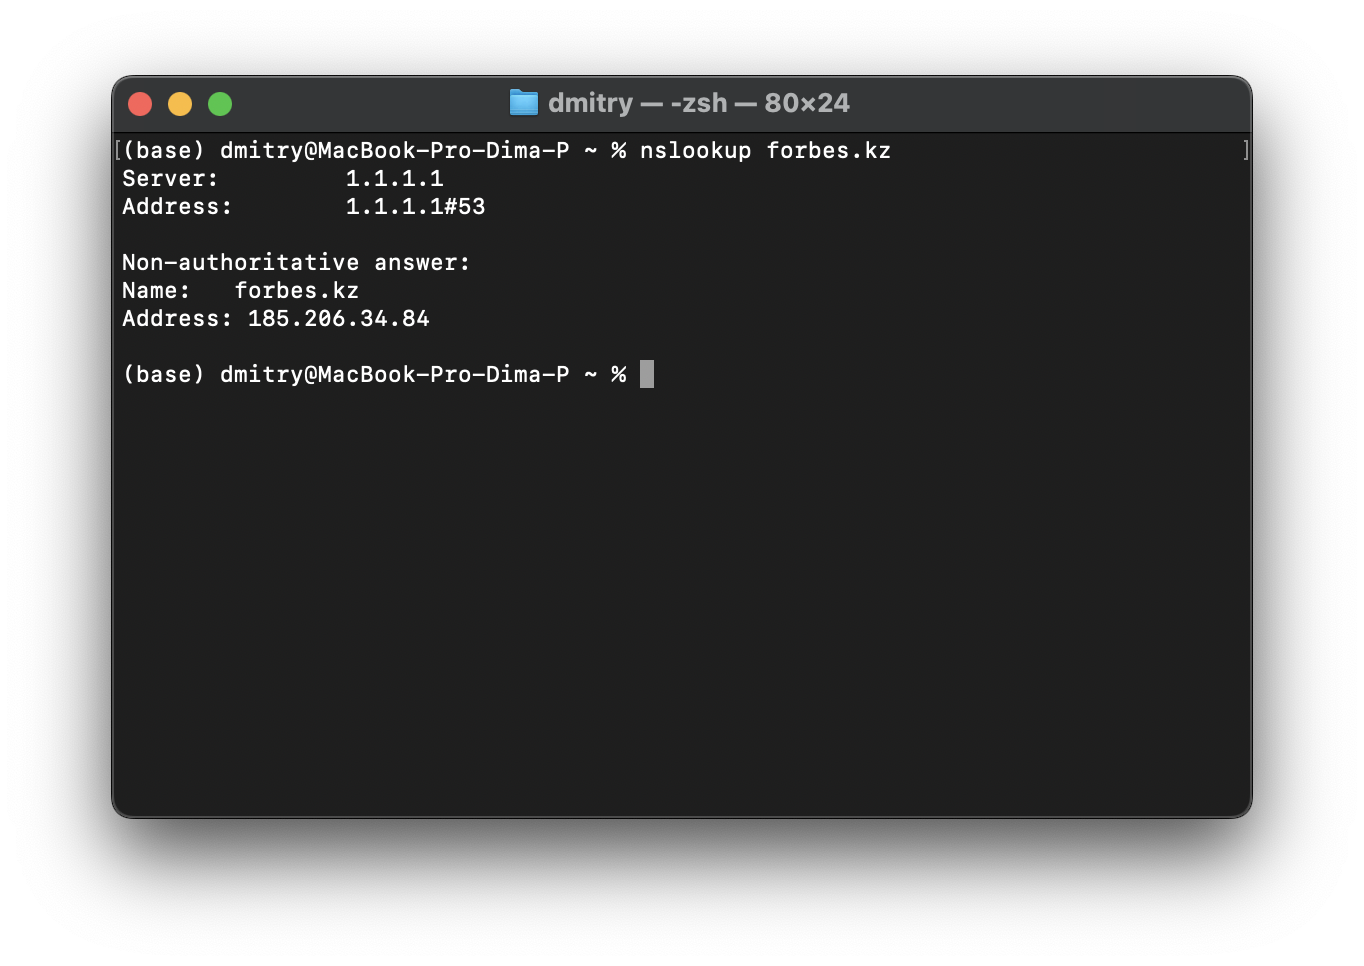 dmitry — -zsh — 80×24
[(base) dmitry@MacBook-Pro-Dima-P ~ % nslookup forbes.kz ]
Server:		1.1.1.1
Address:	1.1.1.1#53
Non-authoritative answer:
Name:	forbes.kz
Address: 185.206.34.84
(base) dmitry@MacBook-Pro-Dima-P ~ %